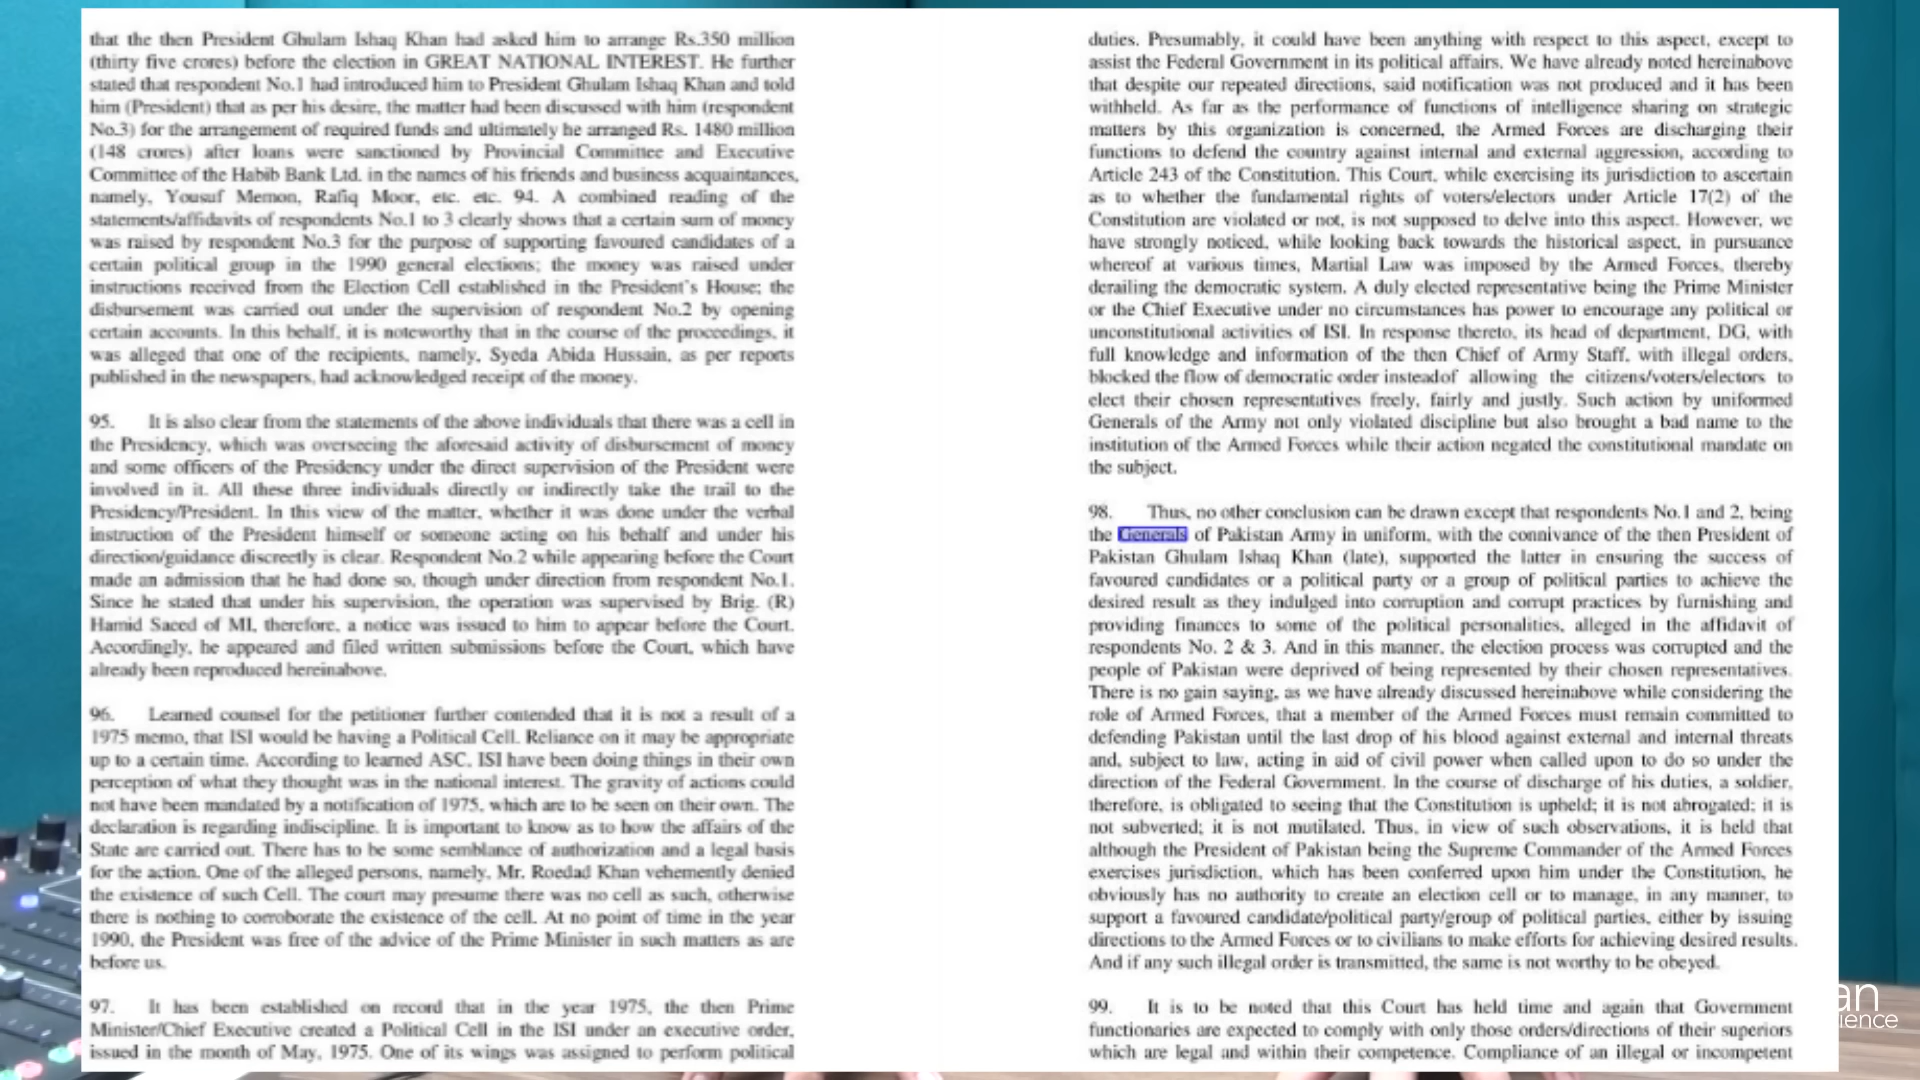 that the then President Ghulam Ishaq Khan had asked him to arrange Rs.350 million
(thirty five crores) before the election in GREAT NATIONAL INTEREST. He further
stated that respondent No.1 had introduced him to President Ghulam Ishaq Khan and told
him (President) that as per his desire, the matter had been discussed with him (respondent
No.3) for the arrangement of required funds and ultimately he arranged Rs. 1480 million
(148 crores) after loans were sanctioned by Provincial Committee and Executive
Committee of the Habib Bank Ltd. in the names of his friends and business acquaintances,
namely, Yousuf Memon, Rafiq Moor, etc. etc. 94. A combined reading of the
statements/affidavits of respondents No.1 to 3 clearly shows that a certain sum of money
was raised by respondent No.3 for the purpose of supporting favoured candidates of a
certain political group in the 1990 general elections; the money was raised under
instructions received from the Election Cell established in the President's House; the
disbursement was carried out under the supervision of respondent No.2 by opening
certain accounts. In this behalf, it is noteworthy that in the course of the proceedings, it
was alleged that one of the recipients, namely, Syeda Abida Hussain, as per reports
published in the newspapers, had acknowledged receipt of the money.
95. It is also clear from the statements of the above individuals that there was a cell in
the Presidency, which was overseeing the aforesaid activity of disbursement of money
and some officers of the Presidency under the direct supervision of the President were
involved in it. All these three individuals directly or indirectly take the trail to the
Presidency/President. In this view of the matter, whether it was done under the verbal
instruction of the President himself or someone acting on his behalf and under his
direction/guidance discreetly is clear. Respondent No.2 while appearing before the Court
made an admission that he had done so, though under direction from respondent No.1.
Since he stated that under his supervision, the operation was supervised by Brig. (R)
Hamid Saeed of MI, therefore, a notice was issued to him to appear before the Court.
Accordingly, he appeared and filed written submissions before the Court, which have
already been reproduced hereinabove.
96. Learned counsel for the petitioner further contended that it is not a result of a
1975 memo, that ISI would be having a Political Cell. Reliance on it may be appropriate
up to a certain time. According to learned ASC, ISI have been doing things in their own
perception of what they thought was in the national interest. The gravity of actions could
not have been mandated by a notification of 1975, which are to be seen on their own. The
declaration is regarding indiscipline. It is important to know as to how the affairs of the
State are carried out. There has to be some semblance of authorization and a legal basis
for the action. One of the alleged persons, namely, Mr. Roedad Khan vehemently denied
the existence of such Cell. The court may presume there was no cell as such, otherwise
there is nothing to corroborate the existence of the cell. At no point of time in the year
1990, the President was free of the advice of the Prime Minister in such matters as are
before us.
97. It has been established on record that in the year 1975, the then Prime
Minister/Chief Executive created a Political Cell in the ISI under an executive order,
issued in the month of May, 1975. One of its wings was assigned to perform political
duties. Presumably, it could have been anything with respect to this aspect, except to
assist the Federal Government in its political affairs. We have already noted hereinabove
that despite our repeated directions, said notification was not produced and it has been
withheld. As far as the performance of functions of intelligence sharing on strategic
matters by this organization is concerned, the Armed Forces are discharging their
functions to defend the country against internal and external aggression, according to
Article 243 of the Constitution. This Court, while exercising its jurisdiction to ascertain
as to whether the fundamental rights of voters/electors under Article 17(2) of the
Constitution are violated or not, is not supposed to delve into this aspect. However, we
have strongly noticed, while looking back towards the historical aspect, in pursuance
whereof at various times, Martial Law was imposed by the Armed Forces, thereby
derailing the democratic system. A duly elected representative being the Prime Minister
or the Chief Executive under no circumstances has power to encourage any political or
unconstitutional activities of ISI. In response thereto, its head of department, DG, with
full knowledge and information of the then Chief of Army Staff, with illegal orders,
blocked the flow of democratic order insteadof allowing the citizens/voters/electors to
elect their chosen representatives freely, fairly and justly. Such action by uniformed
Generals of the Army not only violated discipline but also brought a bad name to the
institution of the Armed Forces while their action negated the constitutional mandate on
the subject.
98. Thus, no other conclusion can be drawn except that respondents No.1 and 2, being
the Generals of Pakistan Army in uniform, with the connivance of the then President of
Pakistan Ghulam Ishaq Khan (late), supported the latter in ensuring the success of
favoured candidates or a political party or a group of political parties to achieve the
desired result as they indulged into corruption and corrupt practices by furnishing and
providing finances to some of the political personalities, alleged in the affidavit of
respondents No. 2 & 3. And in this manner, the election process was corrupted and the
people of Pakistan were deprived of being represented by their chosen representatives.
There is no gain saying, as we have already discussed hereinabove while considering the
role of Armed Forces, that a member of the Armed Forces must remain committed to
defending Pakistan until the last drop of his blood against external and internal threats
and, subject to law, acting in aid of civil power when called upon to do so under the
direction of the Federal Government. In the course of discharge of his duties, a soldier,
therefore, is obligated to seeing that the Constitution is upheld; it is not abrogated; it is
not subverted; it is not mutilated. Thus, in view of such observations, it is held that
although the President of Pakistan being the Supreme Commander of the Armed Forces
exercises jurisdiction, which has been conferred upon him under the Constitution, he
obviously has no authority to create an election cell or to manage, in any manner, to
support a favoured candidate/political party/group of political parties, either by issuing
directions to the Armed Forces or to civilians to make efforts for achieving desired results.
And if any such illegal order is transmitted, the same is not worthy to be obeyed.
99. It is to be noted that this Court has held time and again that Government
functionaries are expected to comply with only those orders/directions of their superiors
which are legal and within their competence. Compliance of an illegal or incompetent
an
ience